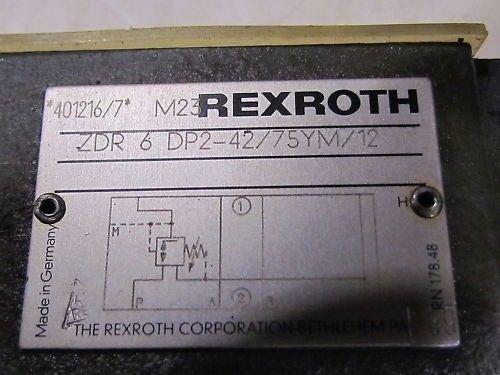 *401216/7* M23 REXROTH
ZDR 6 DP2-42/75YM/12
1
H
M
P A 2 B
Made in Germany
RN 178.48
THE REXROTH CORPORATION BETHLEHEM PA